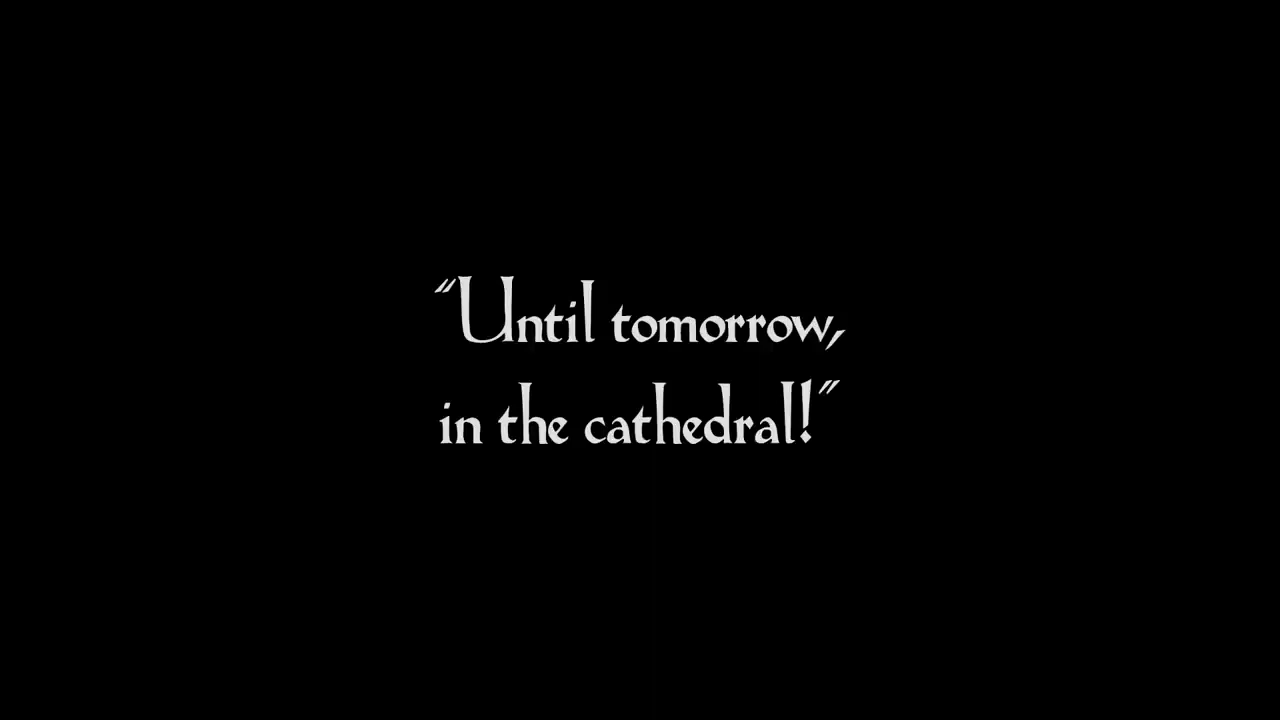 “Until tomorrow,
in the cathedral!”